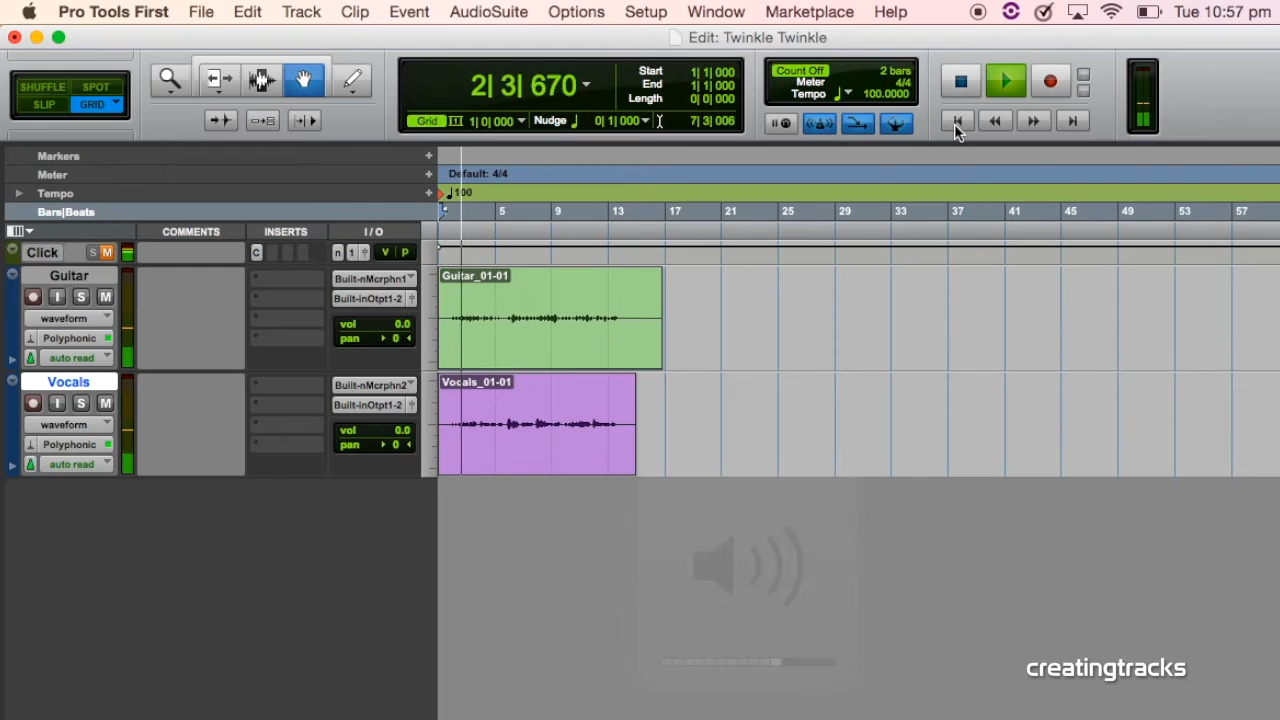 Pro Tools First File Edit Track Clip Event AudioSuite Options Setup Window Marketplace Help Tue 10:57 pm
Edit: Twinkle Twinkle
SHUFFLE SPOT
SLIP GRID
2| 3| 670
Start 1| 1| 000
End 1| 1| 000
Length 0| 0| 000
Grid 1| 0| 000 Nudge 0| 1| 000 7| 3| 006
Count Off 2 bars
Meter 4/4
Tempo 100.0000
Markers +
Meter + Default: 4/4
Tempo + 100
Bars|Beats 5 9 13 17 21 25 29 33 37 41 45 49 53 57
COMMENTS INSERTS I / O
Click S M C n 1 v p
Guitar
I S M
waveform
Polyphonic
auto read
Built-nMcrphn1
Built-inOtpt1-2
vol 0.0
pan 0
Guitar_01-01
Vocals
I S M
waveform
Polyphonic
auto read
Built-nMcrphn2
Built-inOtpt1-2
vol 0.0
pan 0
Vocals_01-01
creatingtracks